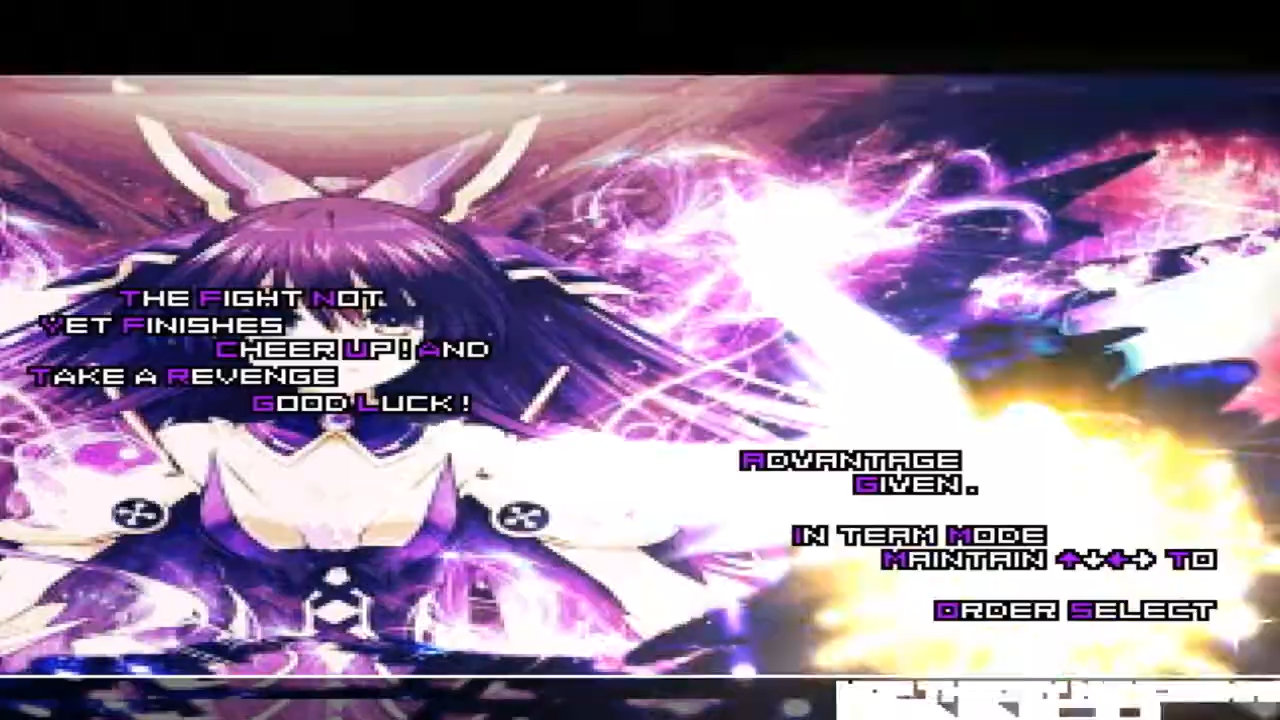 THE FIGHT NOT
YET FINISHES
CHEER UP! AND
TAKE A REVENGE
GOOD LUCK!
ADVANTAGE
GIVEN.
IN TEAM MODE
MAINTAIN ↑↓←→ TO
ORDER SELECT